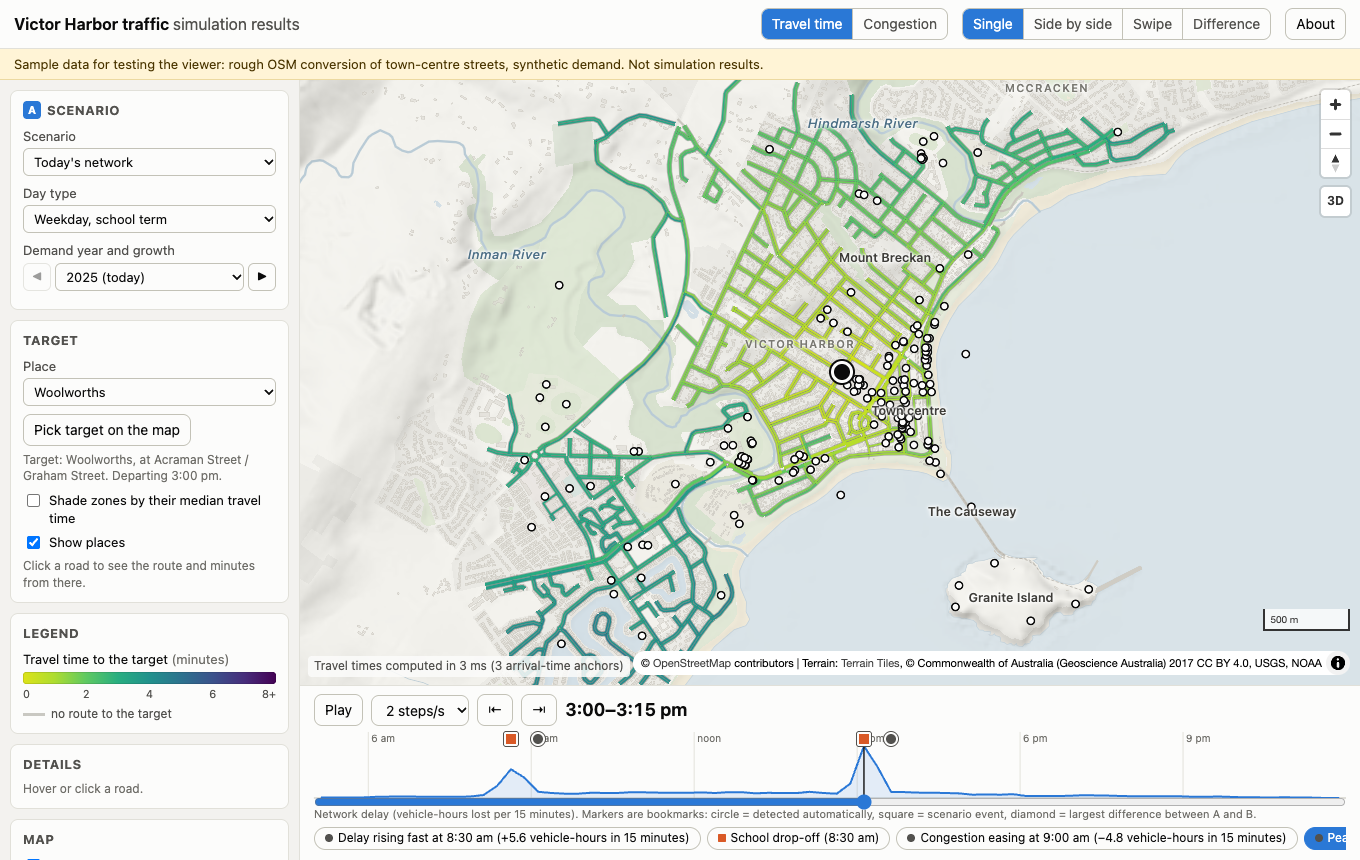 Victor Harbor traffic simulation results
Travel time
Congestion
Single
Side by side
Swipe
Difference
About
Sample data for testing the viewer: rough OSM conversion of town-centre streets, synthetic demand. Not simulation results.
A SCENARIO
Scenario
Today's network
Day type
Weekday, school term
Demand year and growth
2025 (today)
TARGET
Place
Woolworths
Pick target on the map
Target: Woolworths, at Acraman Street /
Graham Street. Departing 3:00 pm.
Shade zones by their median travel
time
Show places
Click a road to see the route and minutes
from there.
LEGEND
Travel time to the target (minutes)
0 2 4 6 8+
no route to the target
DETAILS
Hover or click a road.
MAP
MCCRACKEN
Hindmarsh River
Inman River
Mount Breckan
VICTOR HARBOR
Town centre
The Causeway
Granite Island
3D
500 m
Travel times computed in 3 ms (3 arrival-time anchors)
© OpenStreetMap contributors | Terrain: Terrain Tiles, © Commonwealth of Australia (Geoscience Australia) 2017 CC BY 4.0, USGS, NOAA
Play
2 steps/s
3:00–3:15 pm
6 am
am
noon
pm
6 pm
9 pm
Network delay (vehicle-hours lost per 15 minutes). Markers are bookmarks: circle = detected automatically, square = scenario event, diamond = largest difference between A and B.
Delay rising fast at 8:30 am (+5.6 vehicle-hours in 15 minutes)
School drop-off (8:30 am)
Congestion easing at 9:00 am (−4.8 vehicle-hours in 15 minutes)